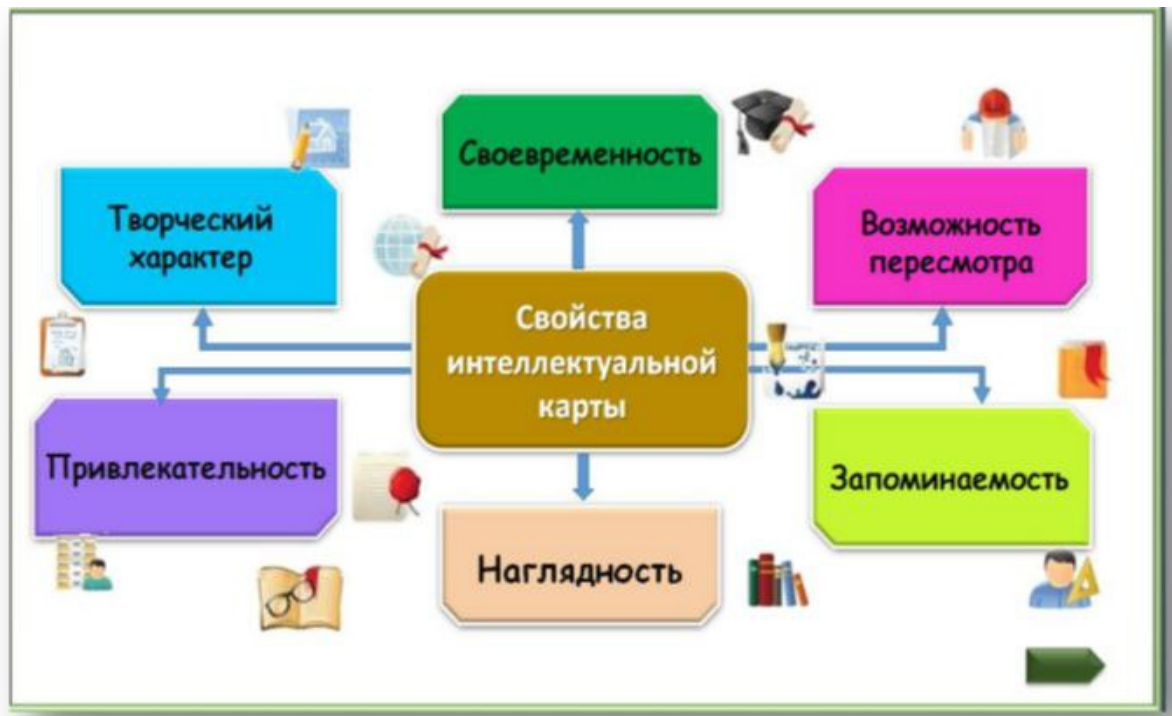 Своевременность
Творческий
характер
Возможность
пересмотра
Свойства
интеллектуальной
карты
Привлекательность
Запоминаемость
Наглядность